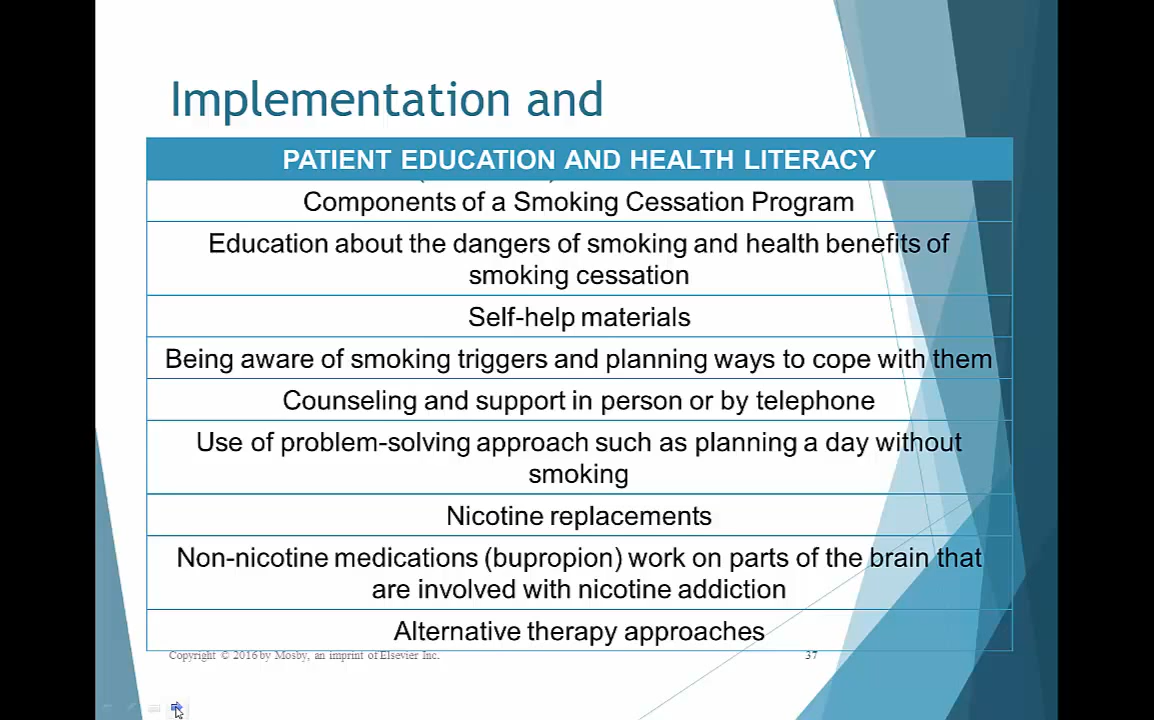 Implementation and
PATIENT EDUCATION AND HEALTH LITERACY
Components of a Smoking Cessation Program
Education about the dangers of smoking and health benefits of
smoking cessation
Self-help materials
Being aware of smoking triggers and planning ways to cope with them
Counseling and support in person or by telephone
Use of problem-solving approach such as planning a day without
smoking
Nicotine replacements
Non-nicotine medications (bupropion) work on parts of the brain that
are involved with nicotine addiction
Alternative therapy approaches
Copyright © 2016 by Mosby, an imprint of Elsevier Inc.
37